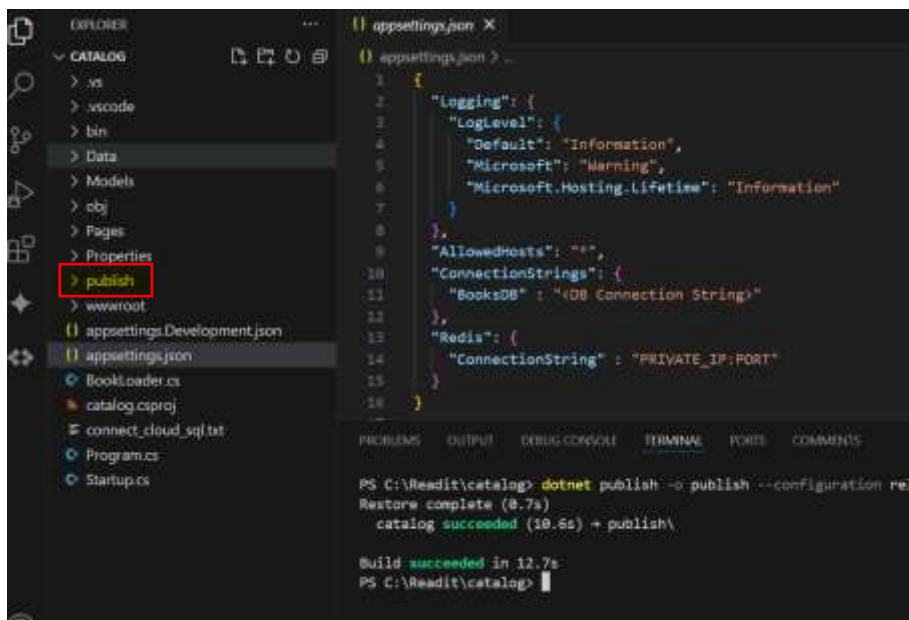 EXPLORER
CATALOG
.vs
.vscode
bin
Data
Models
obj
Pages
Properties
publish
wwwroot
{} appsettings.Development.json
{} appsettings.json
BookLoader.cs
catalog.csproj
connect_cloud_sql.txt
Program.cs
Startup.cs
{} appsettings.json ×
{} appsettings.json > ...
1 {
2 "Logging": {
3 "LogLevel": {
4 "Default": "Information",
5 "Microsoft": "Warning",
6 "Microsoft.Hosting.Lifetime": "Information"
7 }
8 },
9 "AllowedHosts": "*",
10 "ConnectionStrings": {
11 "BooksDB" : "<DB Connection String>"
12 },
13 "Redis": {
14 "ConnectionString" : "PRIVATE_IP:PORT"
15 }
16 }
PROBLEMS OUTPUT DEBUG CONSOLE TERMINAL PORTS COMMENTS
PS C:\Readit\catalog> dotnet publish -o publish --configuration rel
Restore complete (0.7s)
catalog succeeded (10.6s) → publish\
Build succeeded in 12.7s
PS C:\Readit\catalog>